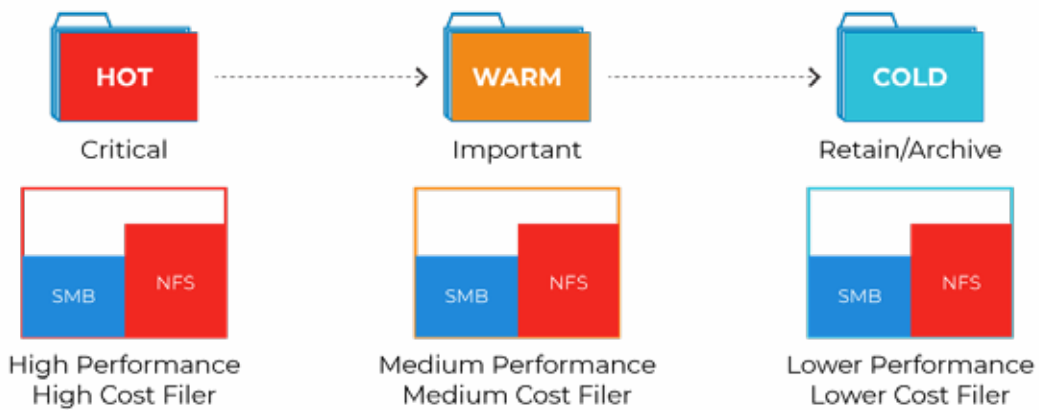 HOT
WARM
COLD
Critical
Important
Retain/Archive
SMB
NFS
SMB
NFS
SMB
NFS
High Performance
High Cost Filer
Medium Performance
Medium Cost Filer
Lower Performance
Lower Cost Filer